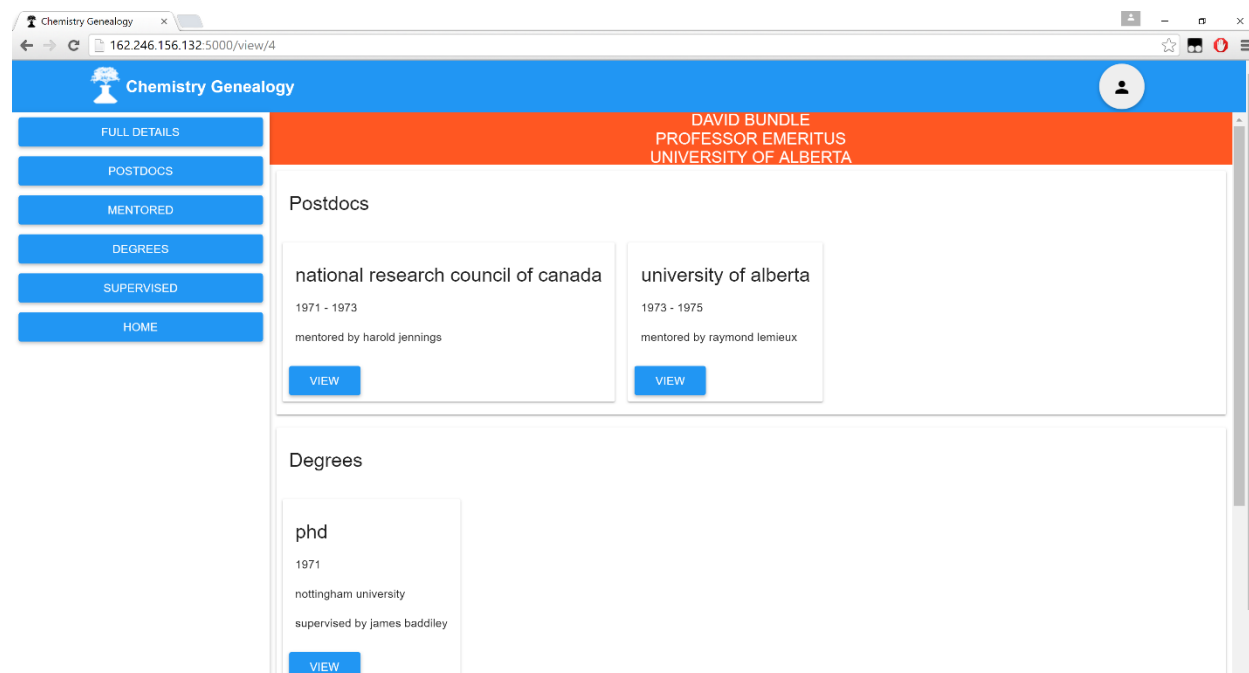 Chemistry Genealogy
162.246.156.132:5000/view/4
Chemistry Genealogy
FULL DETAILS
POSTDOCS
MENTORED
DEGREES
SUPERVISED
HOME
DAVID BUNDLE
PROFESSOR EMERITUS
UNIVERSITY OF ALBERTA
Postdocs
national research council of canada
1971 - 1973
mentored by harold jennings
VIEW
university of alberta
1973 - 1975
mentored by raymond lemieux
VIEW
Degrees
phd
1971
nottingham university
supervised by james baddiley
VIEW